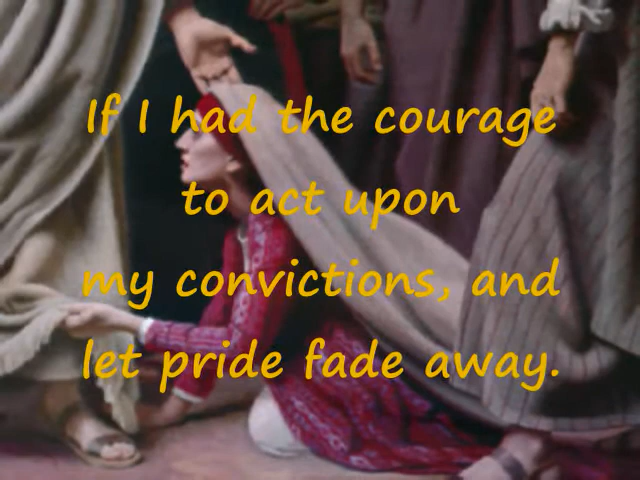 If I had the courage
to act upon
my convictions, and
let pride fade away.